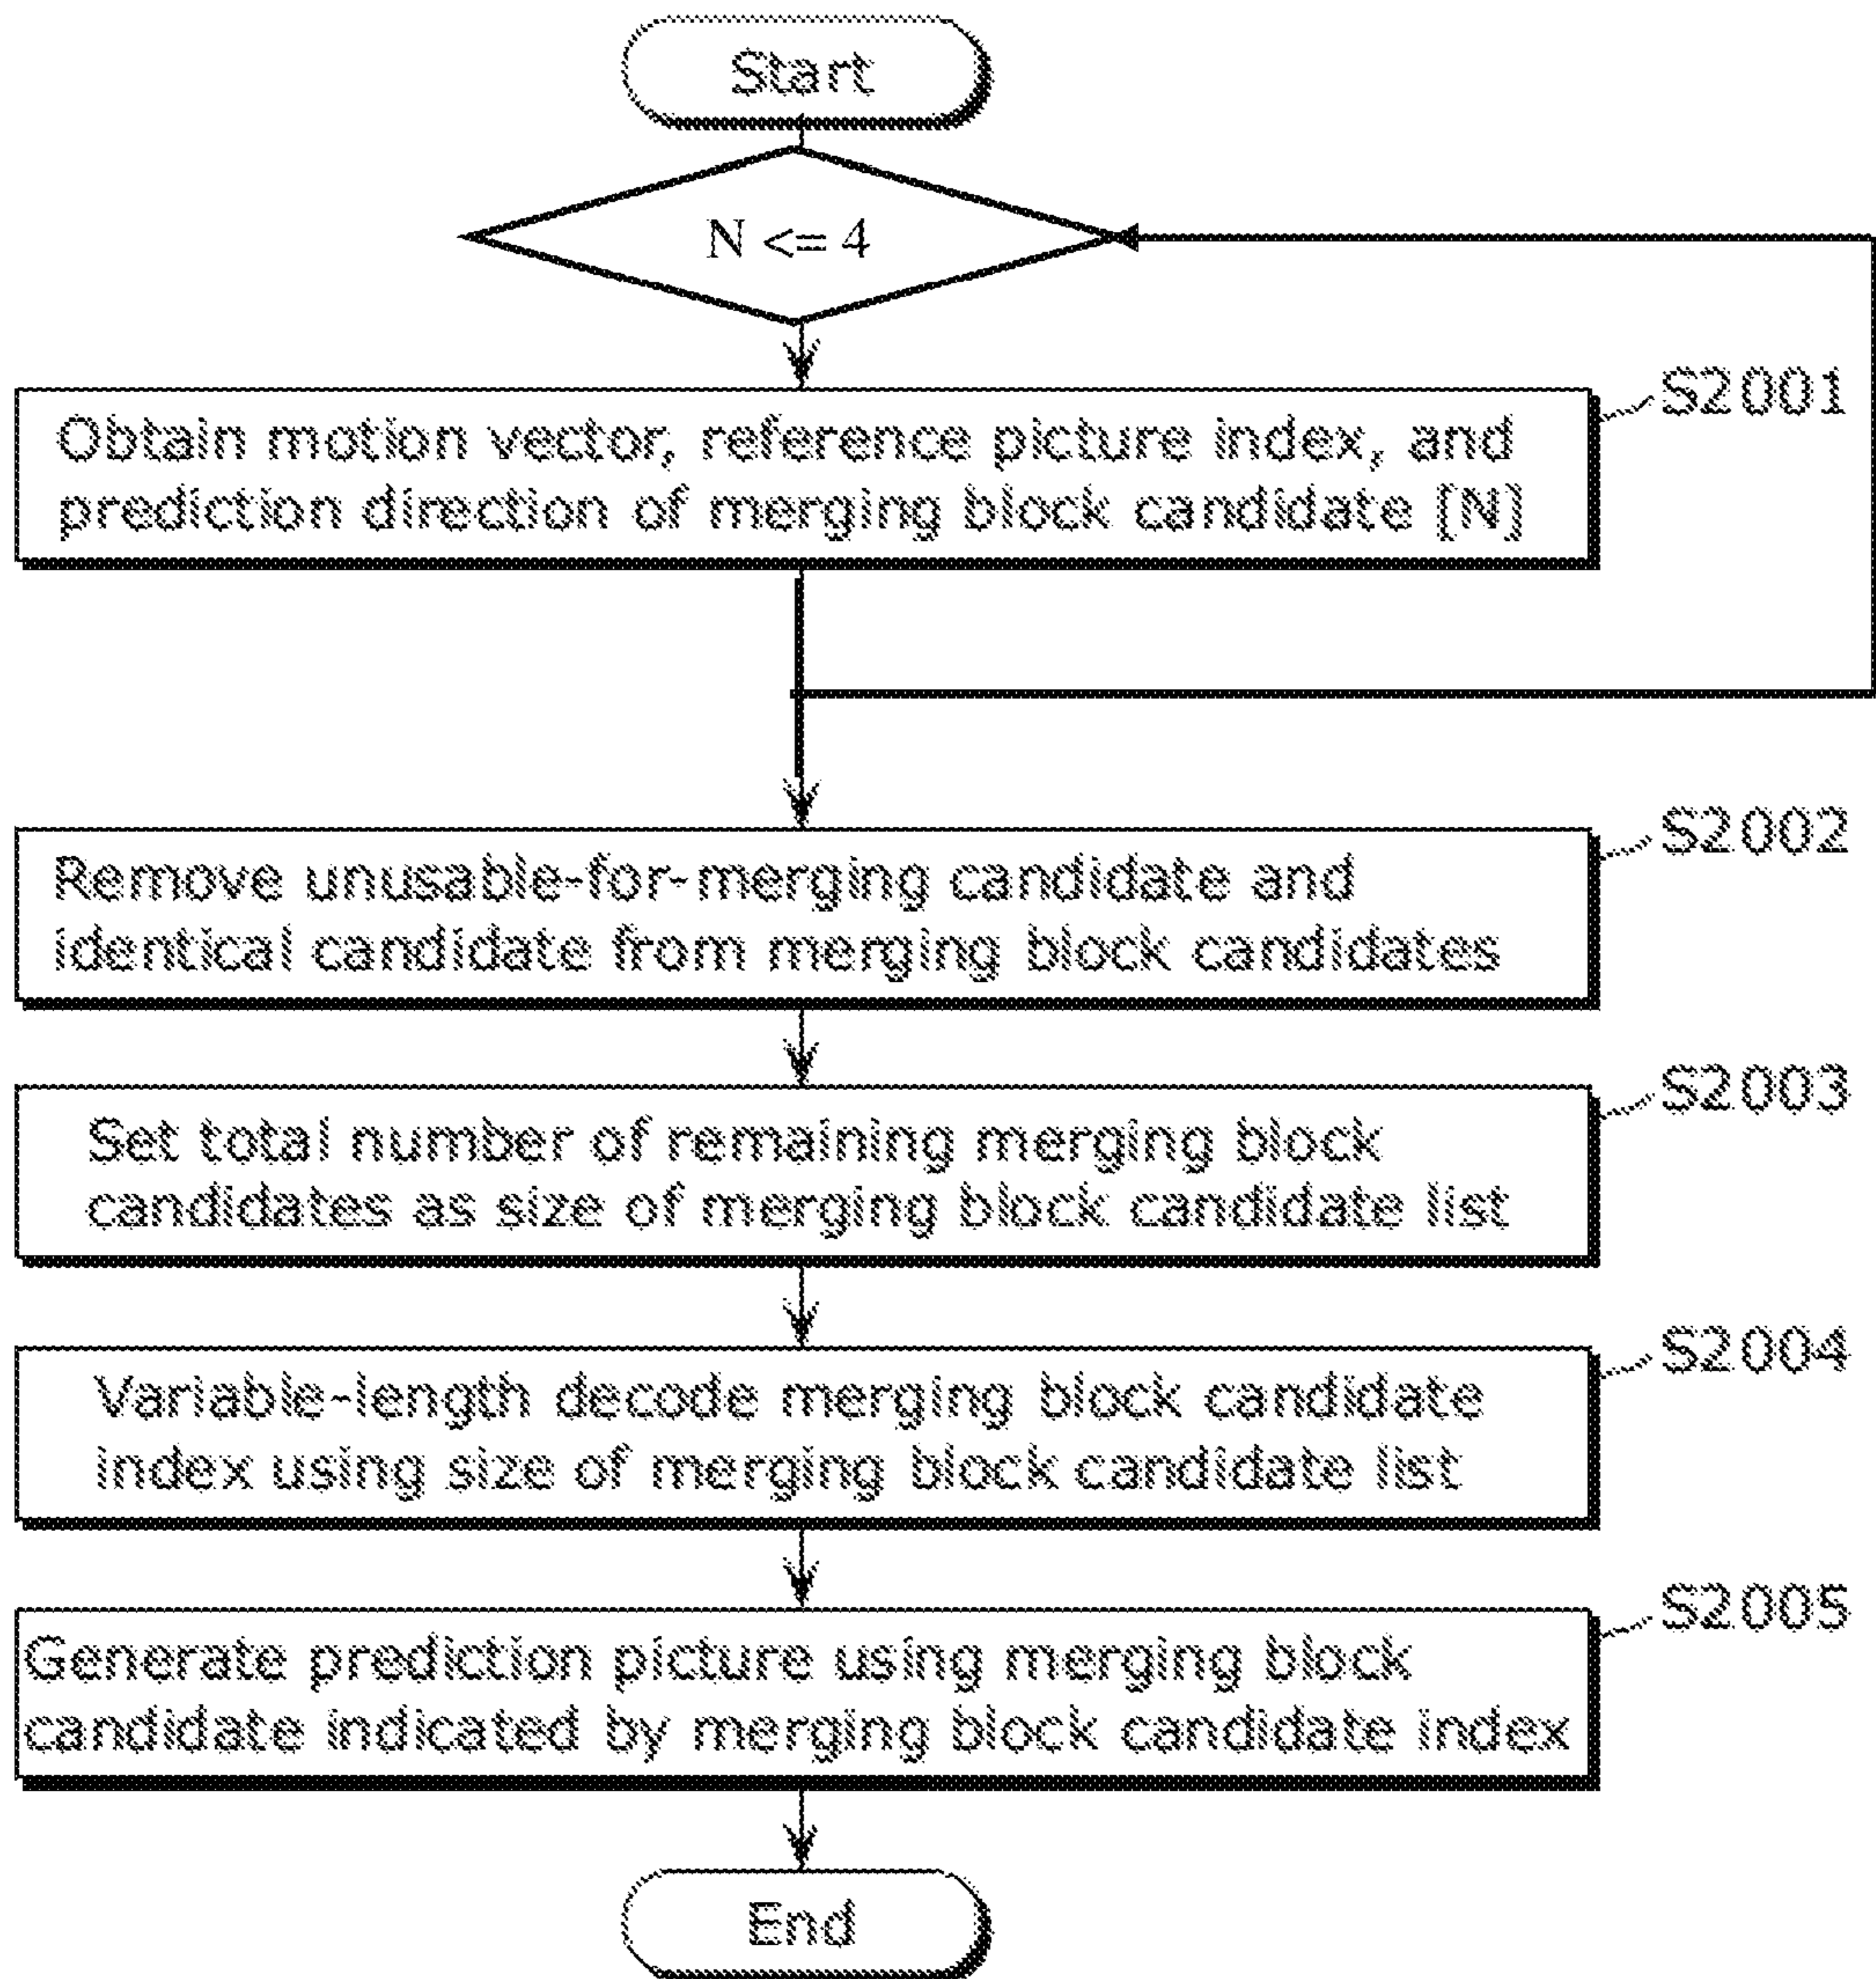 Start
N <= 4
S2001
Obtain motion vector, reference picture index, and
prediction direction of merging block candidate [N]
S2002
Remove unusable-for-merging candidate and
identical candidate from merging block candidates
S2003
Set total number of remaining merging block
candidates as size of merging block candidate list
S2004
Variable-length decode merging block candidate
index using size of merging block candidate list
S2005
Generate prediction picture using merging block
candidate indicated by merging block candidate index
End